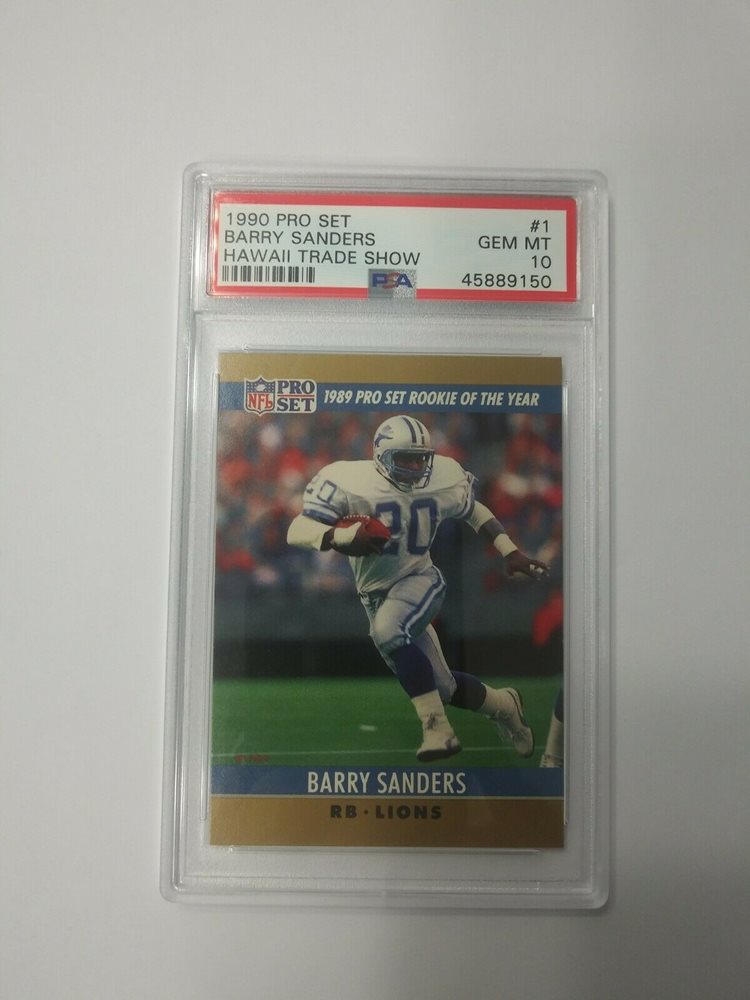 1990 PRO SET #1
BARRY SANDERS GEM MT
HAWAII TRADE SHOW 10
PSA 45889150
NFL PRO SET 1989 PRO SET ROOKIE OF THE YEAR
20 20
BARRY SANDERS
RB · LIONS